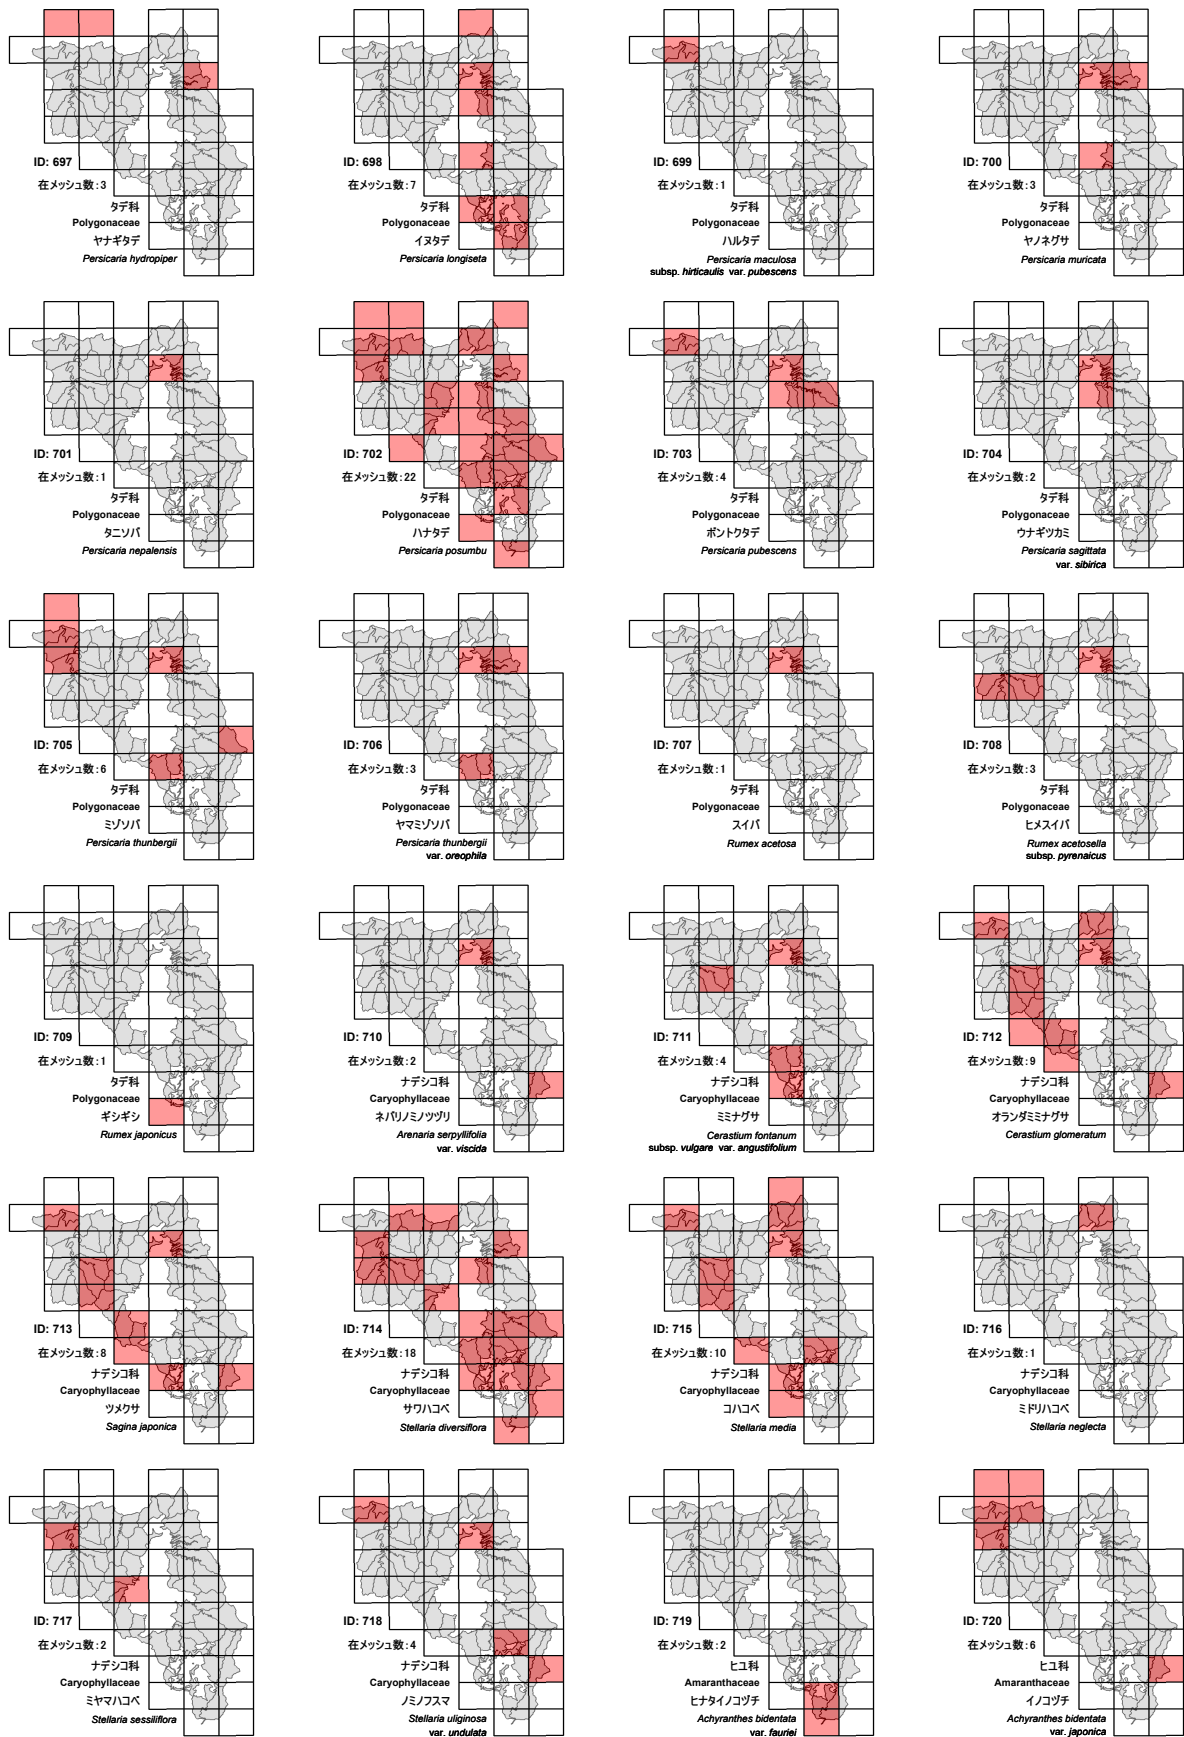 ID: 697
在メッシュ数:3
タデ科
Polygonaceae
ヤナギタデ
Persicaria hydropiper
ID: 698
在メッシュ数:7
タデ科
Polygonaceae
イヌタデ
Persicaria longiseta
ID: 699
在メッシュ数:1
タデ科
Polygonaceae
ハルタデ
Persicaria maculosa
subsp. hirticaulis var. pubescens
ID: 700
在メッシュ数:3
タデ科
Polygonaceae
ヤノネグサ
Persicaria muricata
ID: 701
在メッシュ数:1
タデ科
Polygonaceae
タニソバ
Persicaria nepalensis
ID: 702
在メッシュ数:22
タデ科
Polygonaceae
ハナタデ
Persicaria posumbu
ID: 703
在メッシュ数:4
タデ科
Polygonaceae
ボントクタデ
Persicaria pubescens
ID: 704
在メッシュ数:2
タデ科
Polygonaceae
ウナギツカミ
Persicaria sagittata
var. sibirica
ID: 705
在メッシュ数:6
タデ科
Polygonaceae
ミゾソバ
Persicaria thunbergii
ID: 706
在メッシュ数:3
タデ科
Polygonaceae
ヤマミゾソバ
Persicaria thunbergii
var. oreophila
ID: 707
在メッシュ数:1
タデ科
Polygonaceae
スイバ
Rumex acetosa
ID: 708
在メッシュ数:3
タデ科
Polygonaceae
ヒメスイバ
Rumex acetosella
subsp. pyrenaicus
ID: 709
在メッシュ数:1
タデ科
Polygonaceae
ギシギシ
Rumex japonicus
ID: 710
在メッシュ数:2
ナデシコ科
Caryophyllaceae
ネバリノミノツヅリ
Arenaria serpyllifolia
var. viscida
ID: 711
在メッシュ数:4
ナデシコ科
Caryophyllaceae
ミミナグサ
Cerastium fontanum
subsp. vulgare var. angustifolium
ID: 712
在メッシュ数:9
ナデシコ科
Caryophyllaceae
オランダミミナグサ
Cerastium glomeratum
ID: 713
在メッシュ数:8
ナデシコ科
Caryophyllaceae
ツメクサ
Sagina japonica
ID: 714
在メッシュ数:18
ナデシコ科
Caryophyllaceae
サワハコベ
Stellaria diversiflora
ID: 715
在メッシュ数:10
ナデシコ科
Caryophyllaceae
コハコベ
Stellaria media
ID: 716
在メッシュ数:1
ナデシコ科
Caryophyllaceae
ミドリハコベ
Stellaria neglecta
ID: 717
在メッシュ数:2
ナデシコ科
Caryophyllaceae
ミヤマハコベ
Stellaria sessiliflora
ID: 718
在メッシュ数:4
ナデシコ科
Caryophyllaceae
ノミノフスマ
Stellaria uliginosa
var. undulata
ID: 719
在メッシュ数:2
ヒユ科
Amaranthaceae
ヒナタイノコヅチ
Achyranthes bidentata
var. fauriei
ID: 720
在メッシュ数:6
ヒユ科
Amaranthaceae
イノコヅチ
Achyranthes bidentata
var. japonica